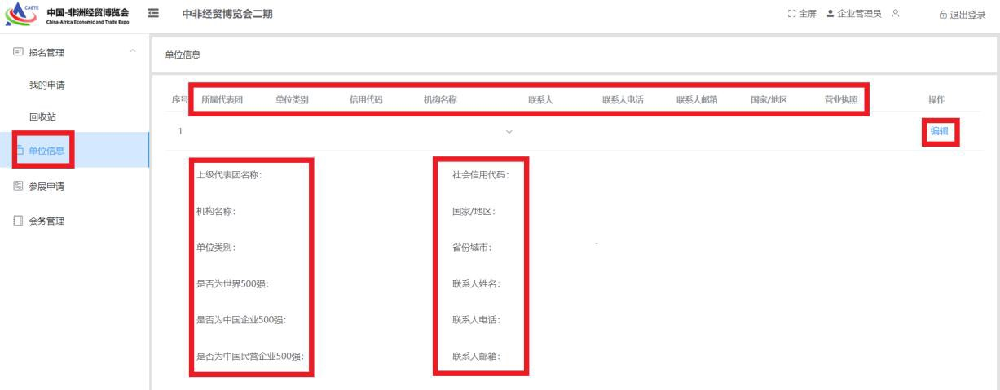 CAETE
中国-非洲经贸博览会
China-Africa Economic and Trade Expo
中非经贸博览会二期
全屏 企业管理员 退出登录
报名管理
我的申请
回收站
单位信息
参展申请
会务管理
单位信息
序号 所属代表团 单位类别 信用代码 机构名称 联系人 联系人电话 联系人邮箱 国家/地区 营业执照 操作
1 编辑
上级代表团名称: 社会信用代码:
机构名称: 国家/地区:
单位类别: 省份城市:
是否为世界500强: 联系人姓名:
是否为中国企业500强: 联系人电话:
是否为中国民营企业500强: 联系人邮箱: